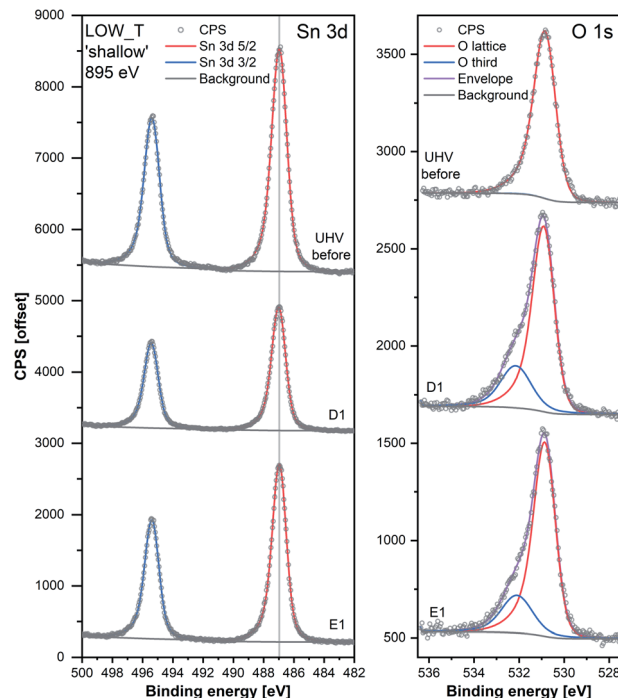 LOW_T
'shallow'
895 eV
CPS
Sn 3d 5/2
Sn 3d 3/2
Background
Sn 3d
UHV
before
D1
E1
CPS [offset]
9000
8000
7000
6000
5000
4000
3000
2000
1000
0
500 498 496 494 492 490 488 486 484 482
Binding energy [eV]
CPS
O lattice
O third
Envelope
Background
O 1s
UHV
before
D1
E1
3500
3000
2500
2000
1500
1000
500
536 534 532 530 528
Binding energy [eV]